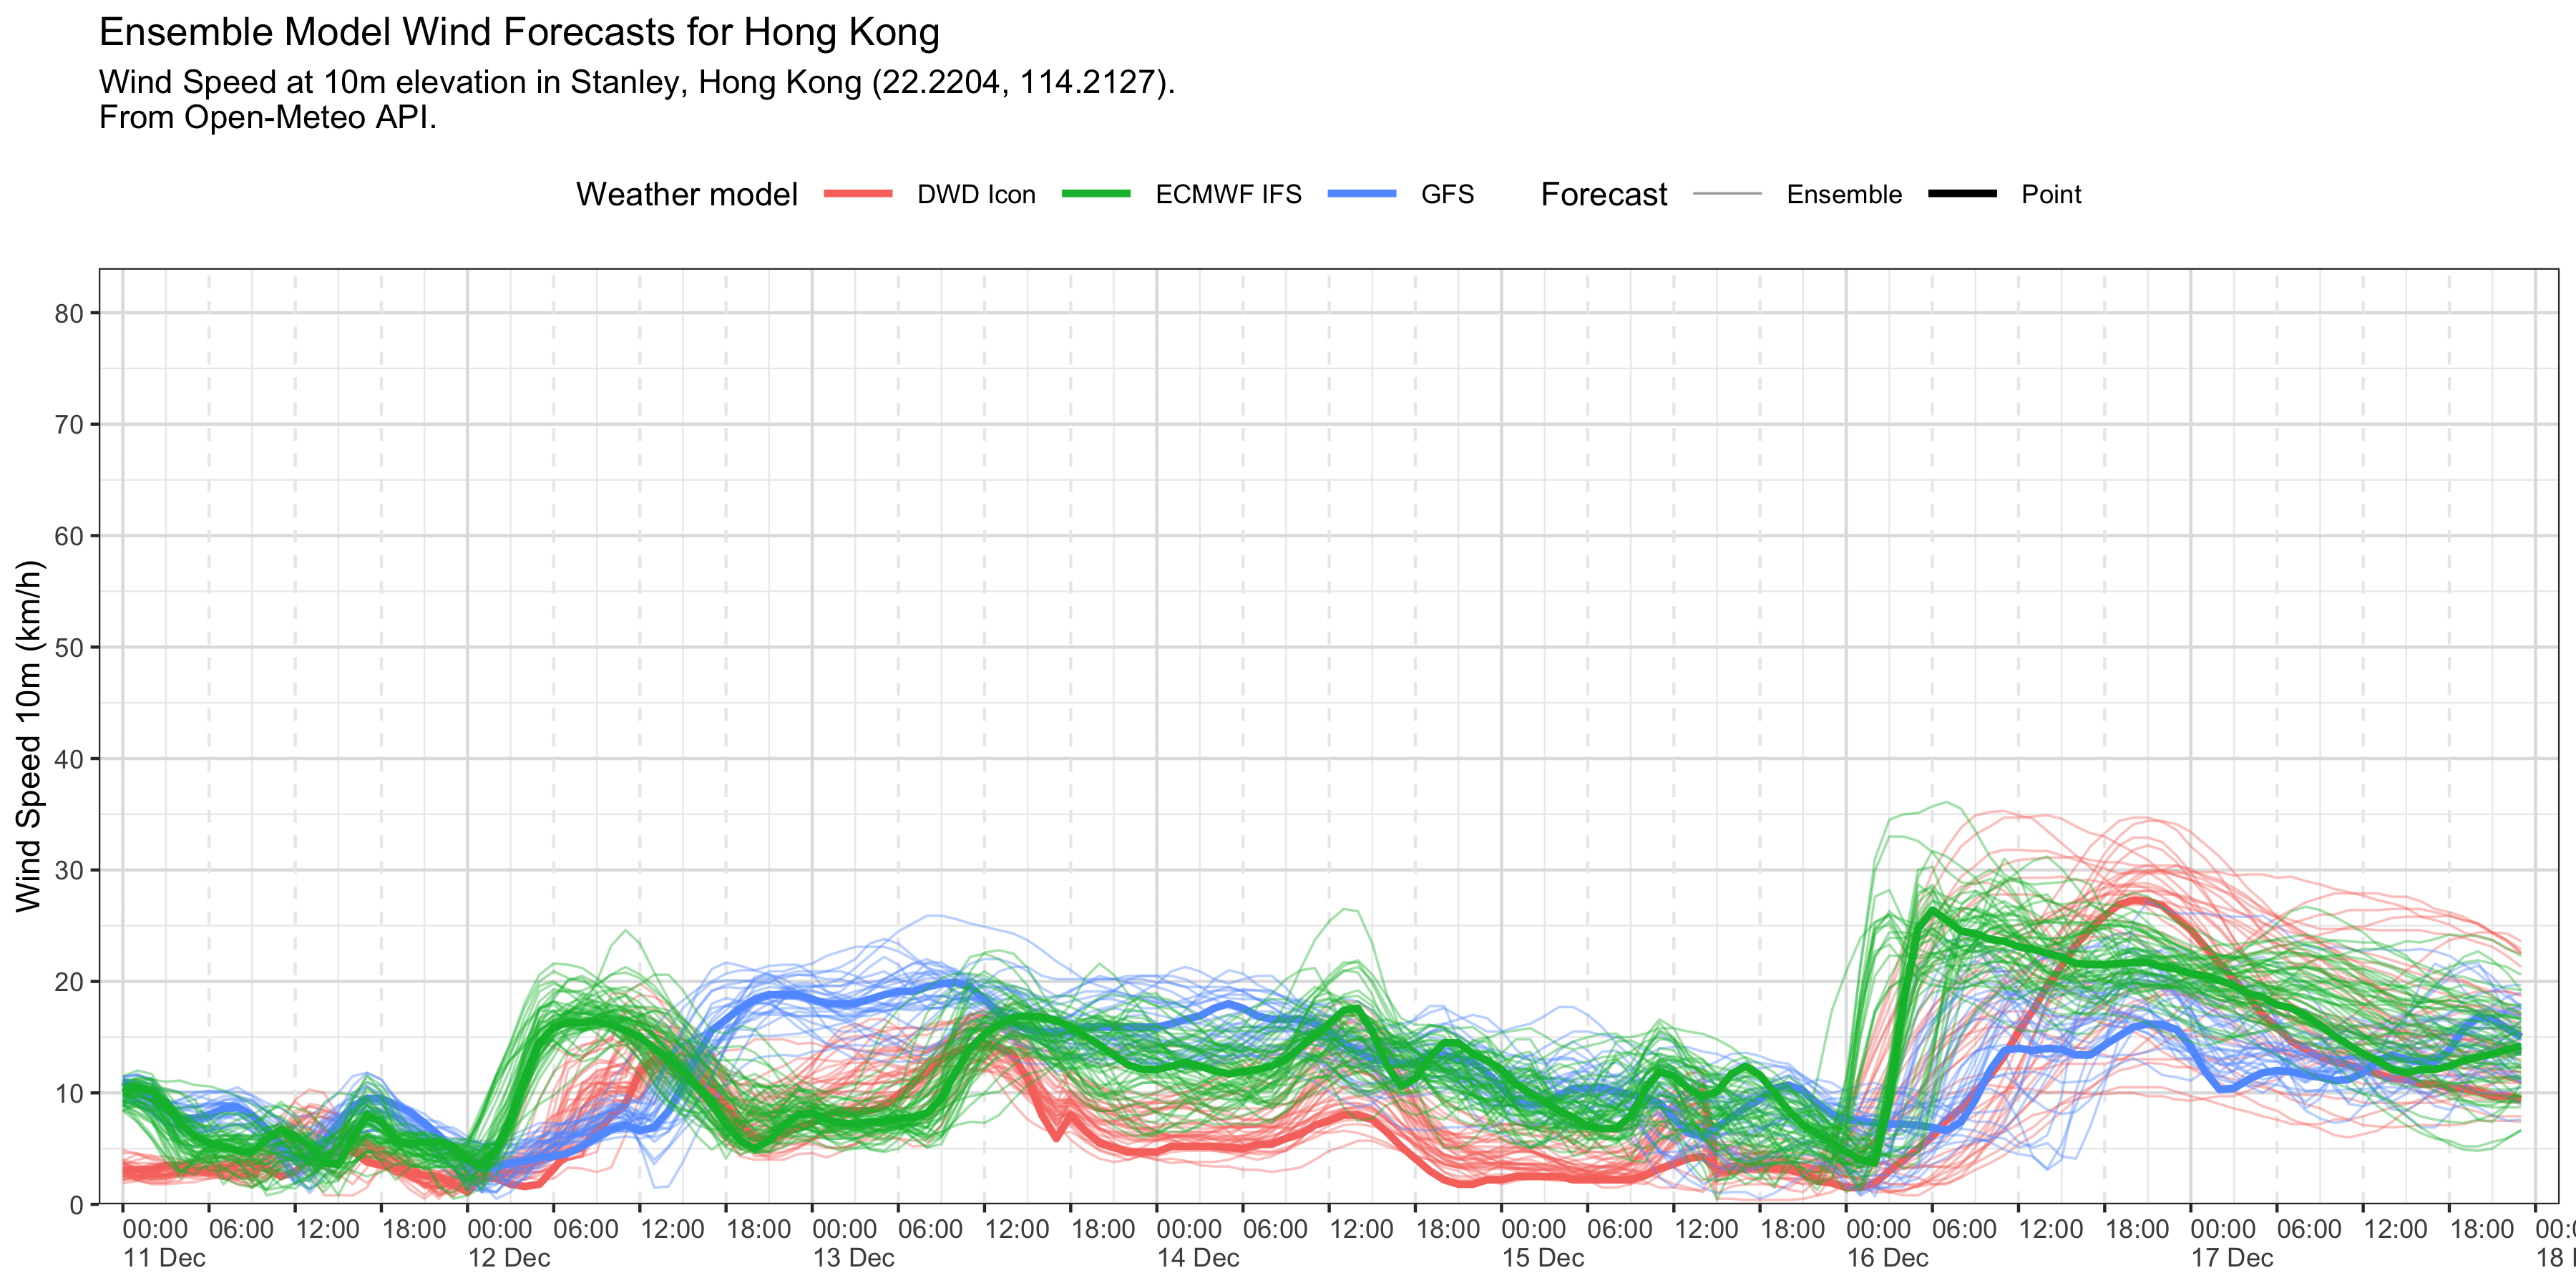 Ensemble Model Wind Forecasts for Hong Kong
Wind Speed at 10m elevation in Stanley, Hong Kong (22.2204, 114.2127).
From Open-Meteo API.
Weather model DWD Icon ECMWF IFS GFS Forecast Ensemble Point
Wind Speed 10m (km/h)
80
70
60
50
40
30
20
10
0
00:00 06:00 12:00 18:00 00:00 06:00 12:00 18:00 00:00 06:00 12:00 18:00 00:00 06:00 12:00 18:00 00:00 06:00 12:00 18:00 00:00 06:00 12:00 18:00 00:00 06:00 12:00 18:00
11 Dec 12 Dec 13 Dec 14 Dec 15 Dec 16 Dec 17 Dec 18